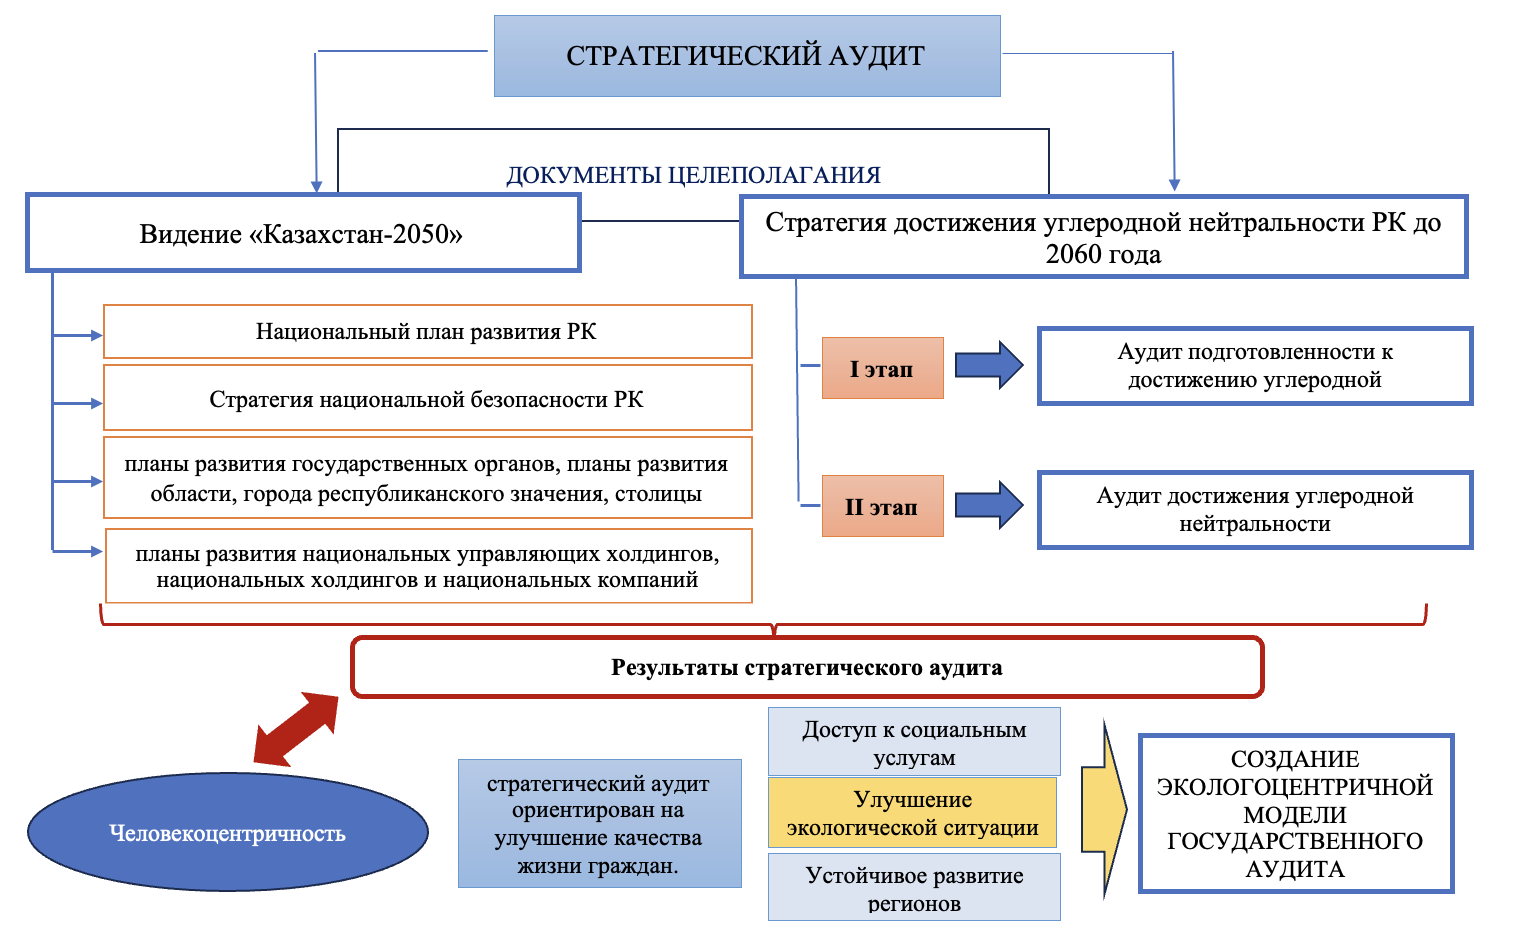 СТРАТЕГИЧЕСКИЙ АУДИТ
ДОКУМЕНТЫ ЦЕЛЕПОЛАГАНИЯ
Видение «Казахстан-2050»
Стратегия достижения углеродной нейтральности РК до
2060 года
Национальный план развития РК
Стратегия национальной безопасности РК
планы развития государственных органов, планы развития
области, города республиканского значения, столицы
планы развития национальных управляющих холдингов,
национальных холдингов и национальных компаний
I этап
Аудит подготовленности к
достижению углеродной
II этап
Аудит достижения углеродной
нейтральности
Результаты стратегического аудита
Человекоцентричность
стратегический аудит
ориентирован на
улучшение качества
жизни граждан.
Доступ к социальным
услугам
Улучшение
экологической ситуации
Устойчивое развитие
регионов
СОЗДАНИЕ
ЭКОЛОГОЦЕНТРИЧНОЙ
МОДЕЛИ
ГОСУДАРСТВЕННОГО
АУДИТА